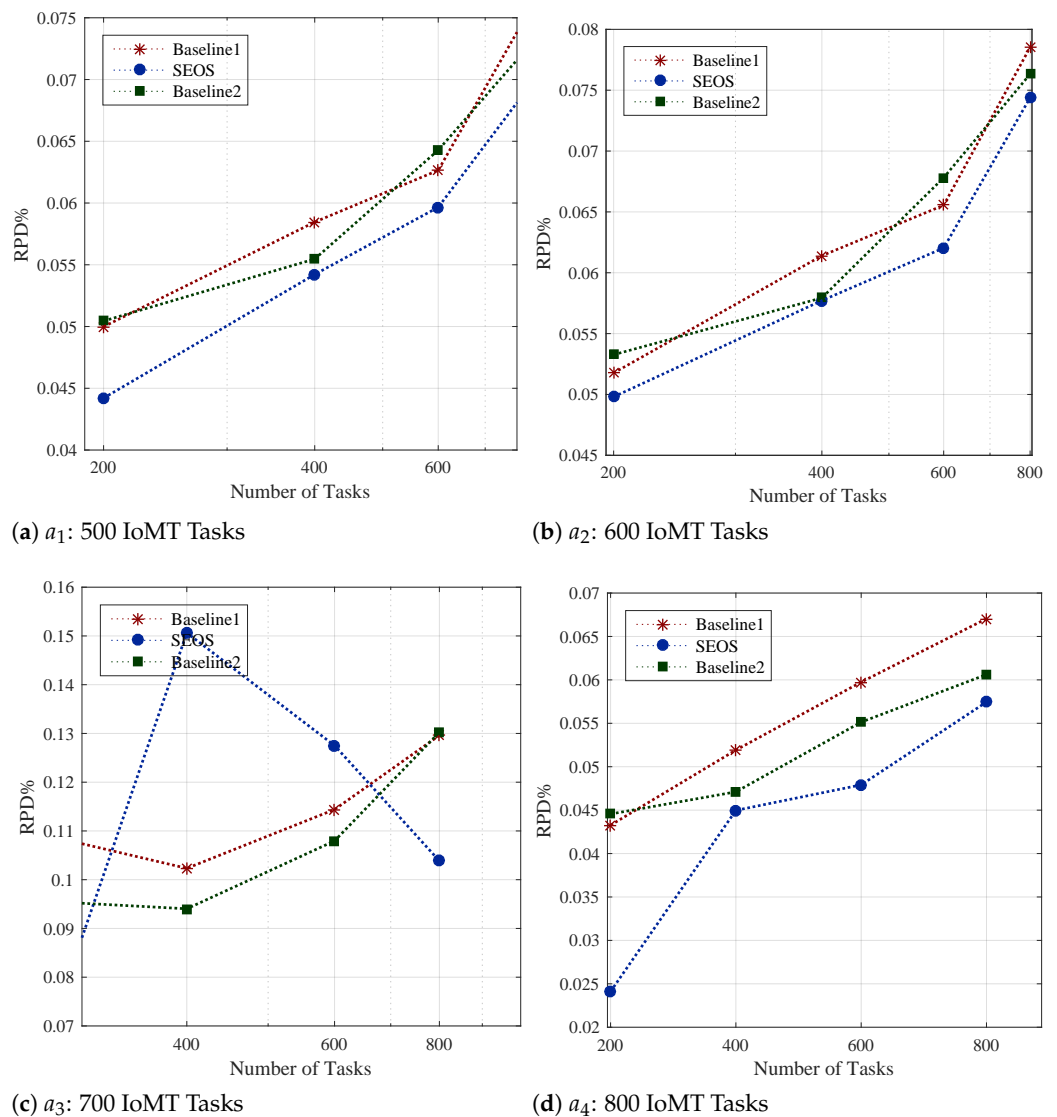 0.075
0.07
0.065
0.06
0.055
0.05
0.045
0.04
RPD%
Baseline1
SEOS
Baseline2
200 400 600
Number of Tasks
(a) a1: 500 IoMT Tasks
0.08
0.075
0.07
0.065
0.06
0.055
0.05
0.045
RPD%
Baseline1
SEOS
Baseline2
200 400 600 800
Number of Tasks
(b) a2: 600 IoMT Tasks
0.16
0.15
0.14
0.13
0.12
0.11
0.1
0.09
0.08
0.07
RPD%
Baseline1
SEOS
Baseline2
400 600 800
Number of Tasks
(c) a3: 700 IoMT Tasks
0.07
0.065
0.06
0.055
0.05
0.045
0.04
0.035
0.03
0.025
0.02
RPD%
Baseline1
SEOS
Baseline2
200 400 600 800
Number of Tasks
(d) a4: 800 IoMT Tasks